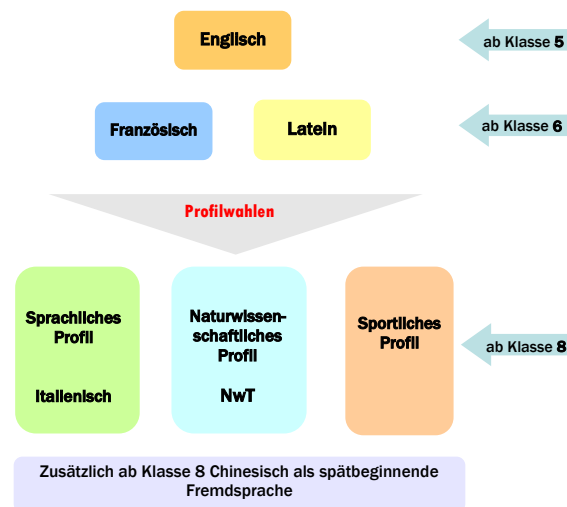 Englisch
ab Klasse 5
Französisch
Latein
ab Klasse 6
Profilwahlen
Sprachliches
Profil
Italienisch
Naturwissen-
schaftliches
Profil
NwT
Sportliches
Profil
ab Klasse 8
Zusätzlich ab Klasse 8 Chinesisch als spätbeginnende
Fremdsprache